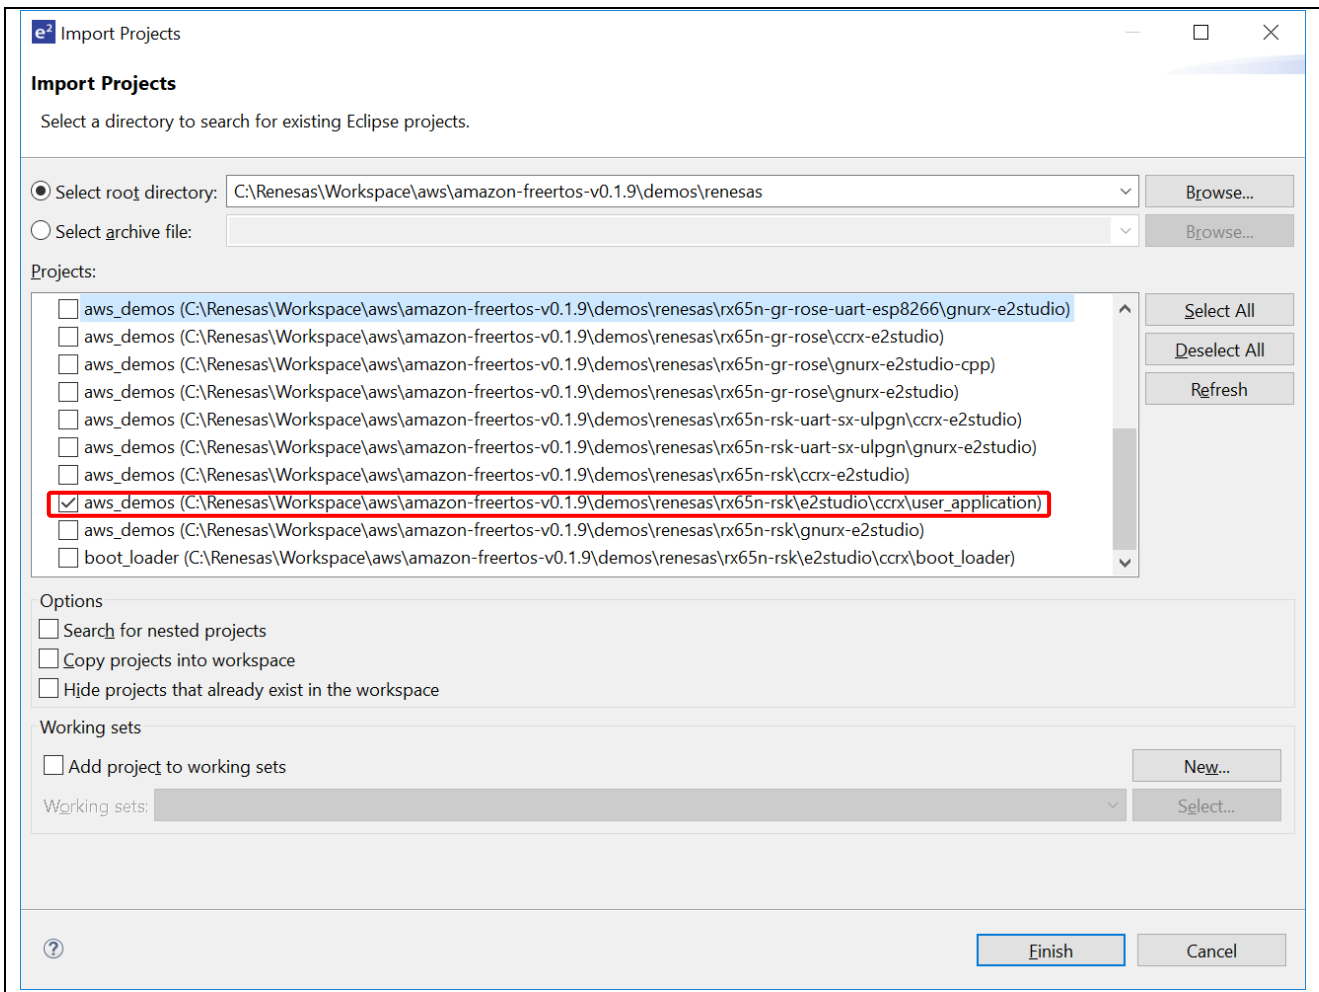 e² Import Projects
Import Projects
Select a directory to search for existing Eclipse projects.
Select root directory: C:\Renesas\Workspace\aws\amazon-freertos-v0.1.9\demos\renesas Browse...
Select archive file: Browse...
Projects:
aws_demos (C:\Renesas\Workspace\aws\amazon-freertos-v0.1.9\demos\renesas\rx65n-gr-rose-uart-esp8266\gnurx-e2studio) Select All
aws_demos (C:\Renesas\Workspace\aws\amazon-freertos-v0.1.9\demos\renesas\rx65n-gr-rose\ccrx-e2studio)
aws_demos (C:\Renesas\Workspace\aws\amazon-freertos-v0.1.9\demos\renesas\rx65n-gr-rose\gnurx-e2studio-cpp) Deselect All
aws_demos (C:\Renesas\Workspace\aws\amazon-freertos-v0.1.9\demos\renesas\rx65n-gr-rose\gnurx-e2studio) Refresh
aws_demos (C:\Renesas\Workspace\aws\amazon-freertos-v0.1.9\demos\renesas\rx65n-rsk-uart-sx-ulpgn\ccrx-e2studio)
aws_demos (C:\Renesas\Workspace\aws\amazon-freertos-v0.1.9\demos\renesas\rx65n-rsk-uart-sx-ulpgn\gnurx-e2studio)
aws_demos (C:\Renesas\Workspace\aws\amazon-freertos-v0.1.9\demos\renesas\rx65n-rsk\ccrx-e2studio)
aws_demos (C:\Renesas\Workspace\aws\amazon-freertos-v0.1.9\demos\renesas\rx65n-rsk\e2studio\ccrx\user_application)
aws_demos (C:\Renesas\Workspace\aws\amazon-freertos-v0.1.9\demos\renesas\rx65n-rsk\gnurx-e2studio)
boot_loader (C:\Renesas\Workspace\aws\amazon-freertos-v0.1.9\demos\renesas\rx65n-rsk\e2studio\ccrx\boot_loader)
Options
Search for nested projects
Copy projects into workspace
Hide projects that already exist in the workspace
Working sets
Add project to working sets New...
Working sets: Select...
? Finish Cancel